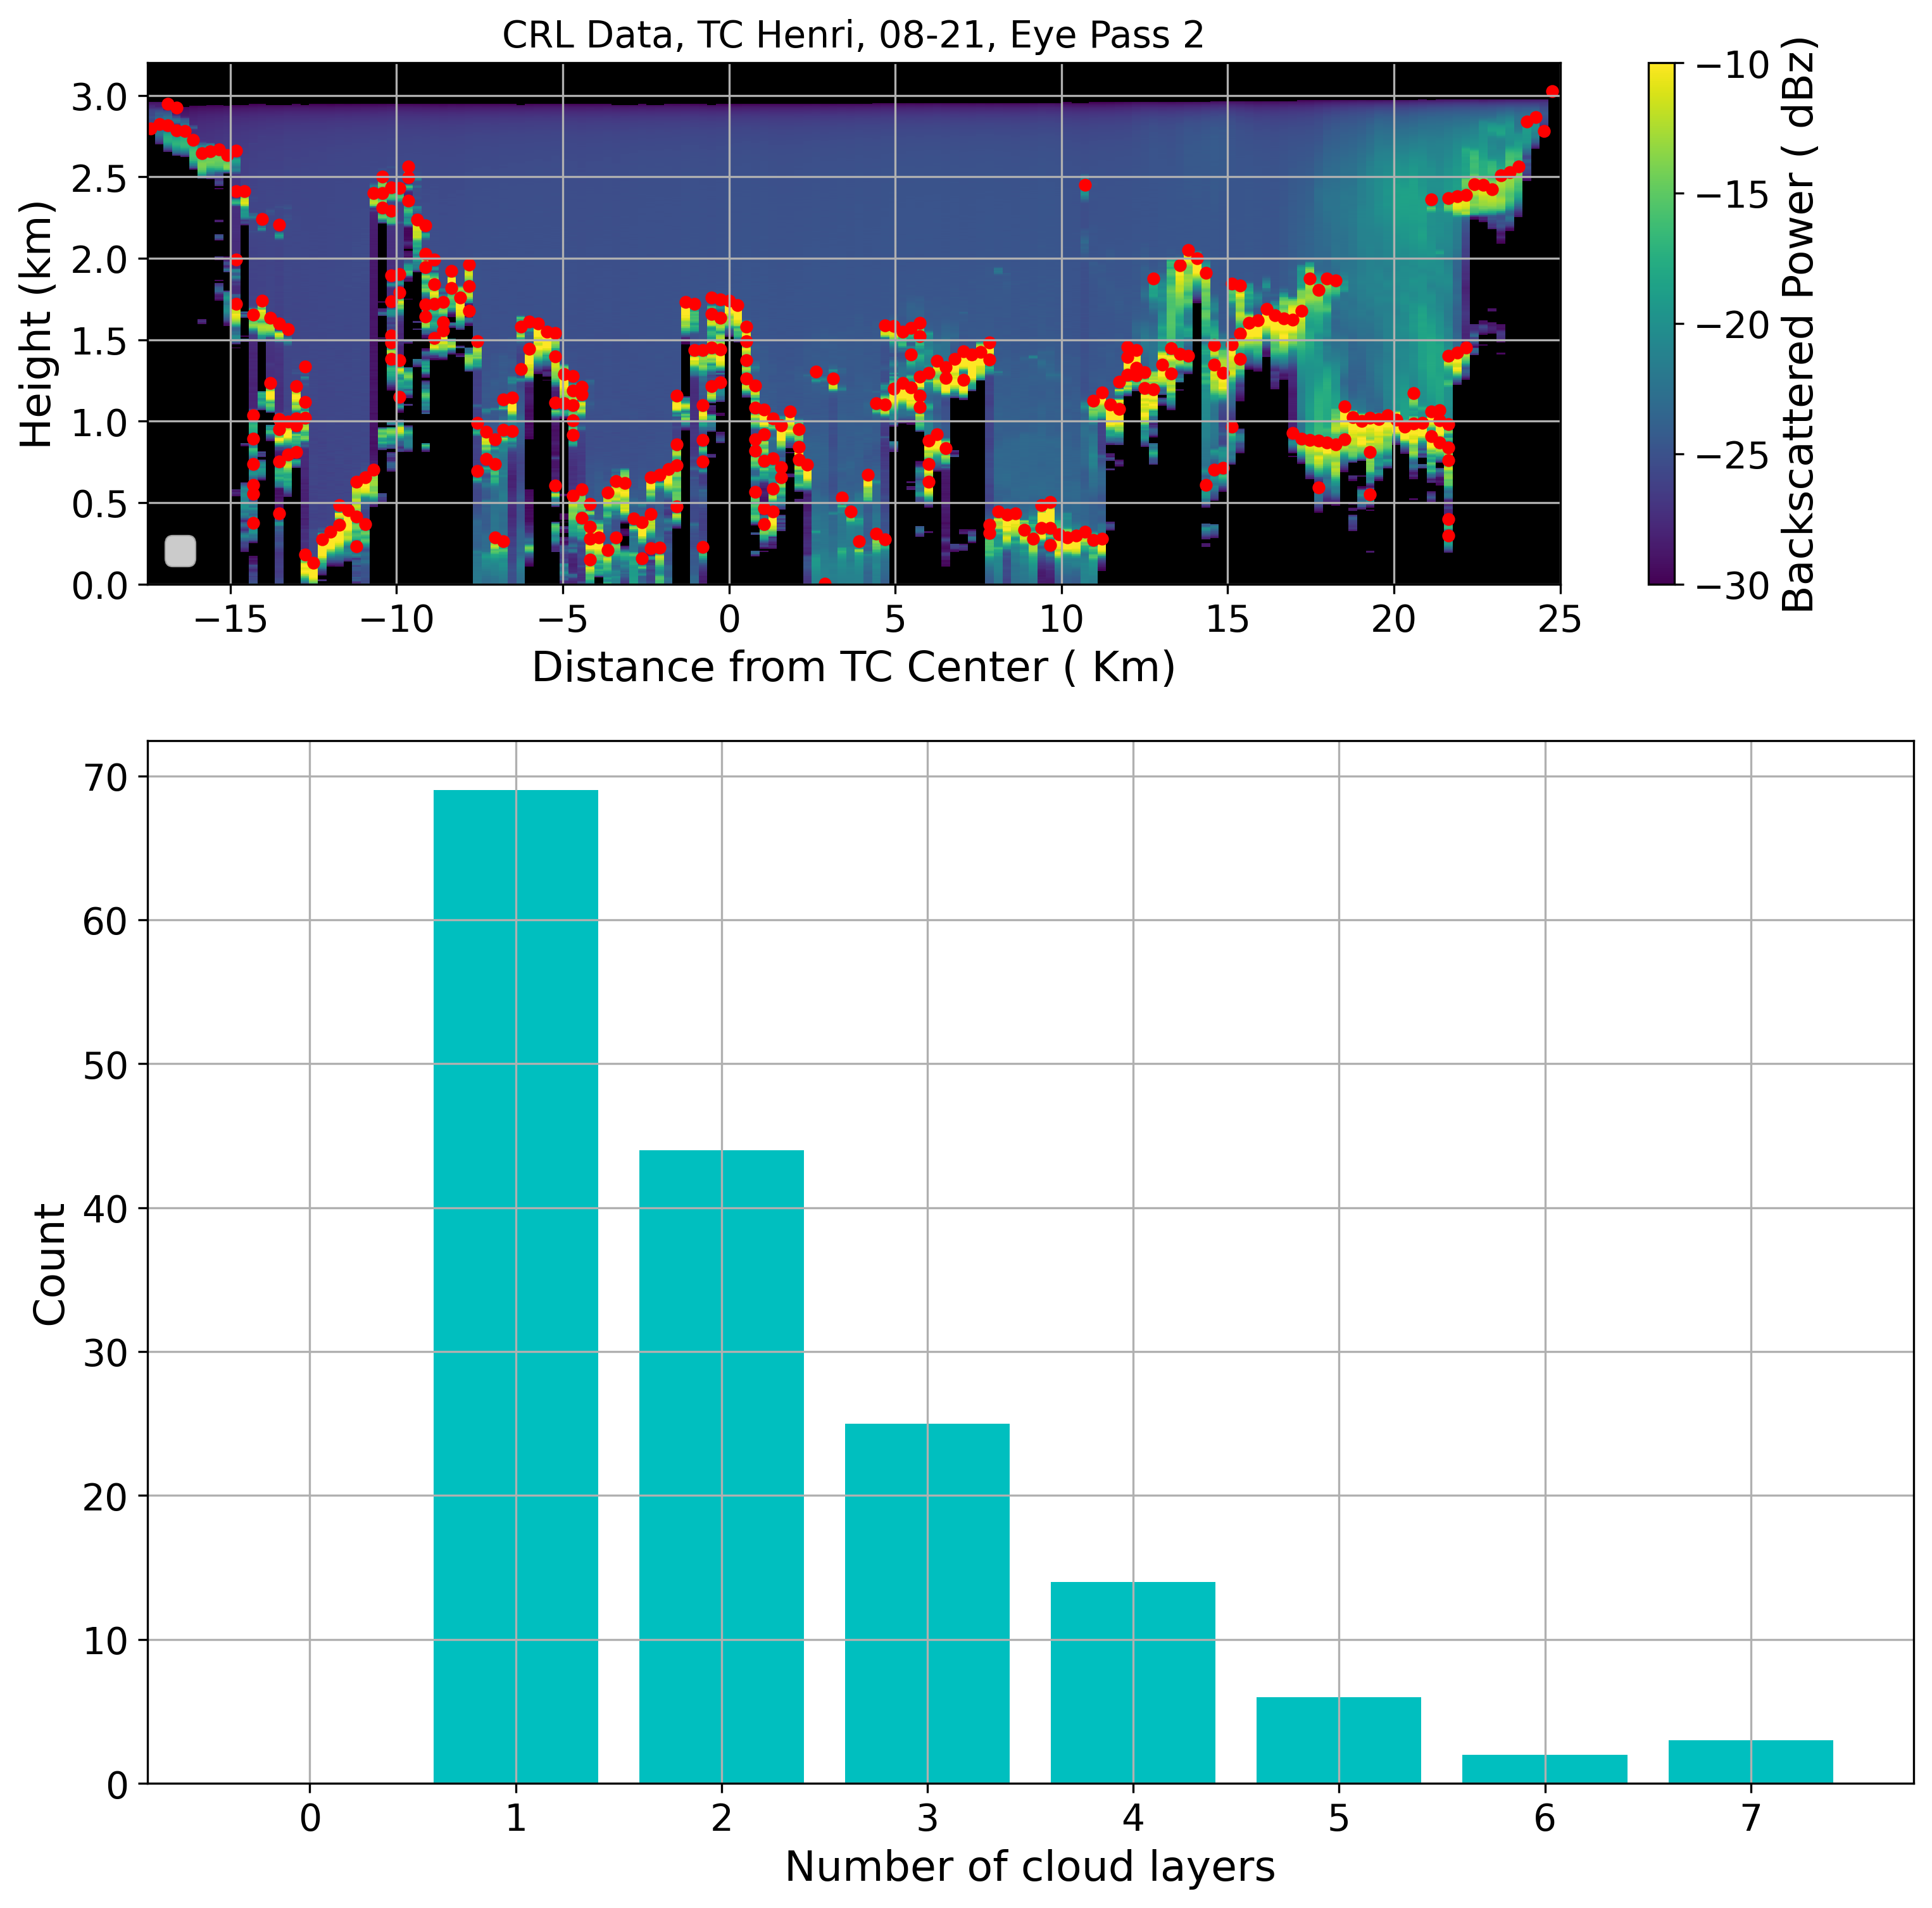 CRL Data, TC Henri, 08-21, Eye Pass 2
Height (km)
3.0
2.5
2.0
1.5
1.0
0.5
0.0
−15 −10 −5 0 5 10 15 20 25
Distance from TC Center ( Km)
−10
−15
−20
−25
−30
Backscattered Power ( dBz)
Count
70
60
50
40
30
20
10
0
0 1 2 3 4 5 6 7
Number of cloud layers